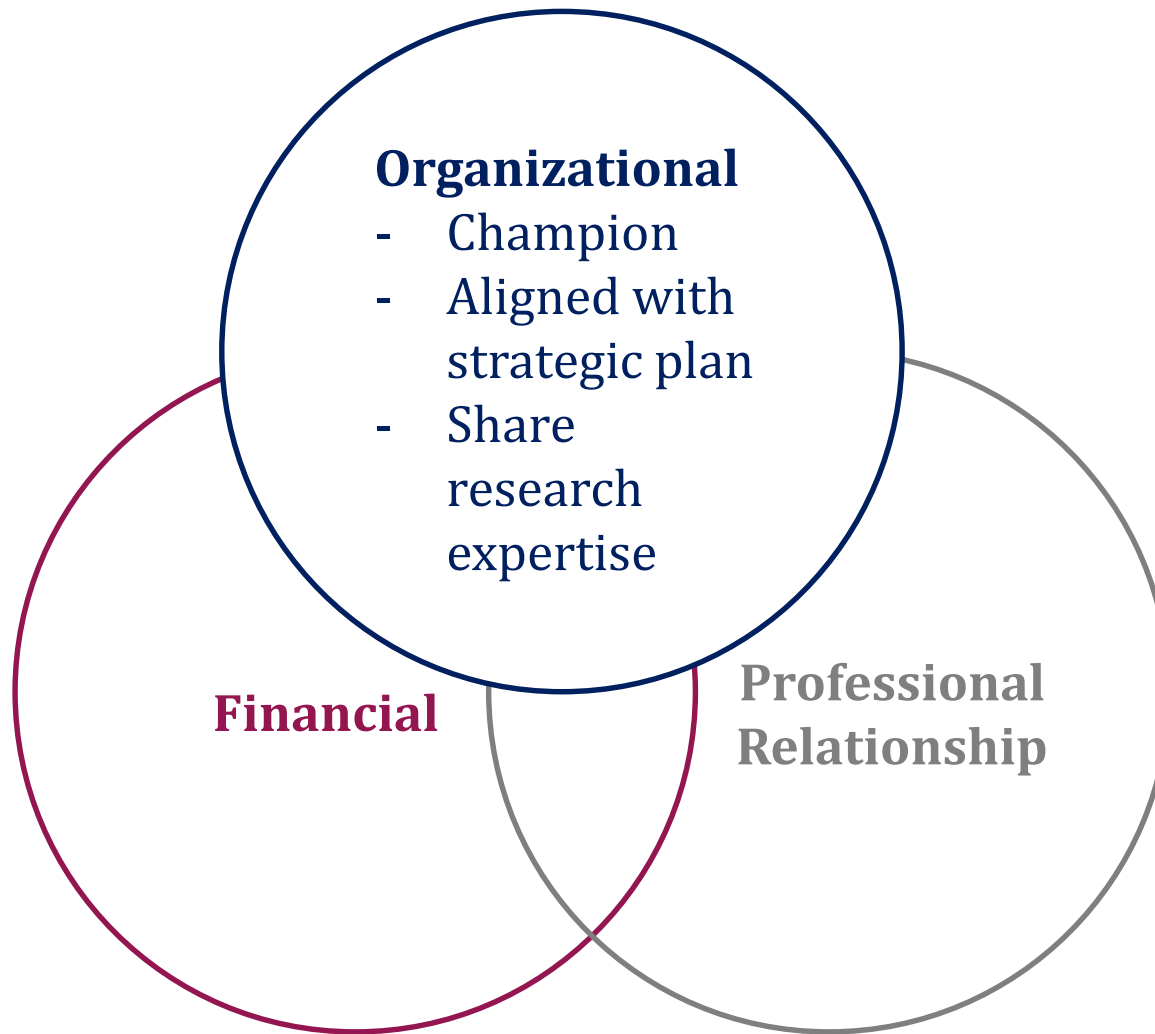 Organizational
- Champion
- Aligned with
strategic plan
- Share
research
expertise
Financial
Professional
Relationship